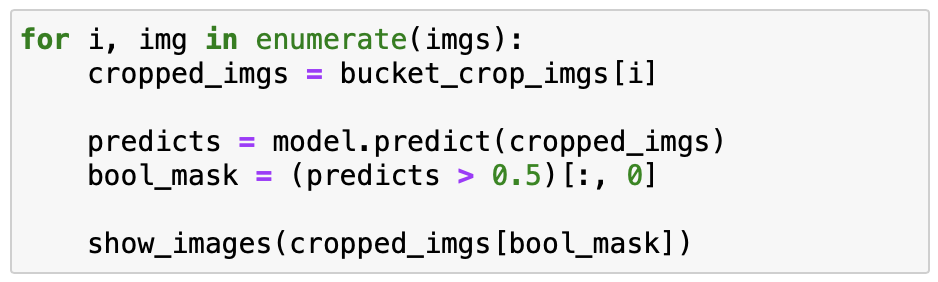 for i, img in enumerate(imgs):
    cropped_imgs = bucket_crop_imgs[i]
    predicts = model.predict(cropped_imgs)
    bool_mask = (predicts > 0.5)[:, 0]
    show_images(cropped_imgs[bool_mask])